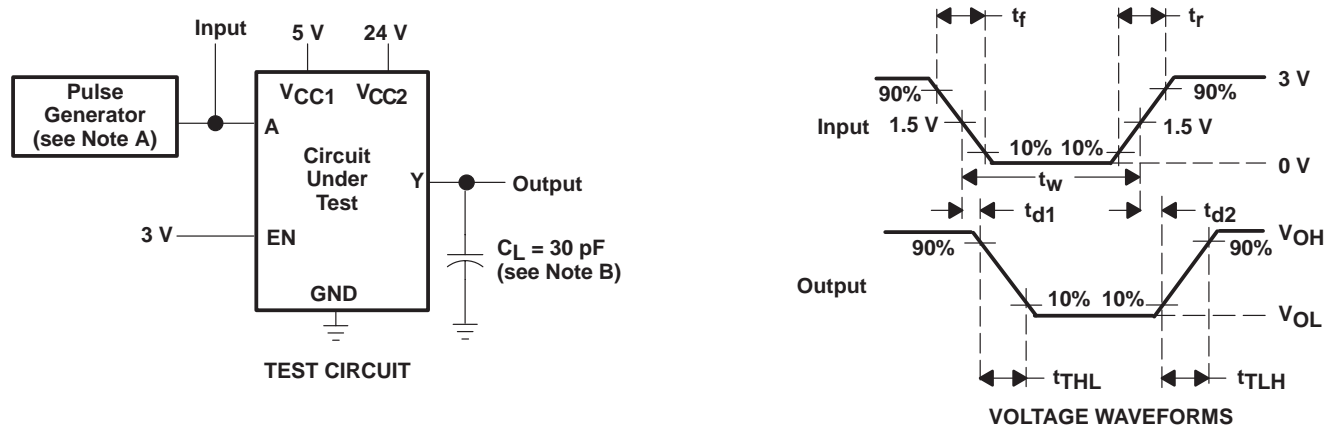 Input
5 V
24 V
Pulse
Generator
(see Note A)
VCC1
VCC2
A
Circuit
Under
Test
Y
Output
3 V
EN
CL = 30 pF
(see Note B)
GND
TEST CIRCUIT
tf
tr
3 V
90%
90%
Input
1.5 V
1.5 V
10%
10%
0 V
tw
td1
td2
VOH
90%
90%
Output
10%
10%
VOL
tTHL
tTLH
VOLTAGE WAVEFORMS